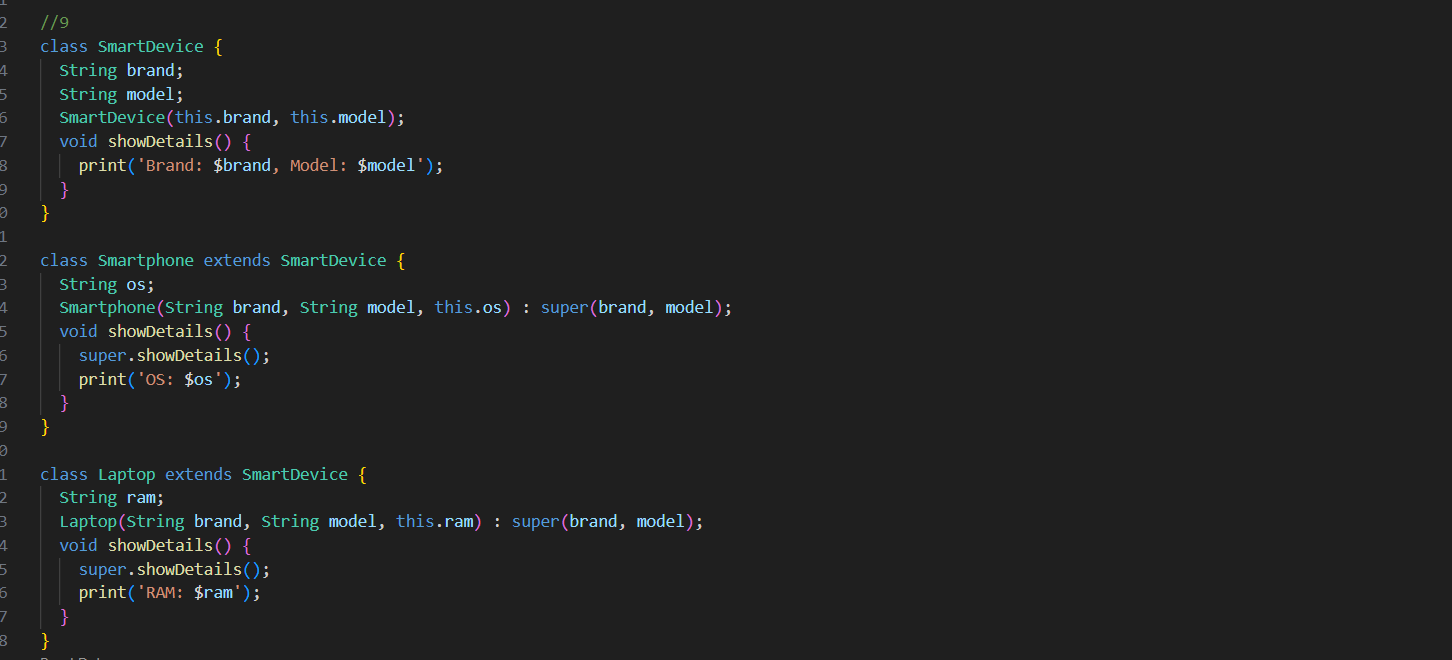 1
2 //9
3 class SmartDevice {
4 String brand;
5 String model;
6 SmartDevice(this.brand, this.model);
7 void showDetails() {
8 print('Brand: $brand, Model: $model');
9 }
0 }
1
2 class Smartphone extends SmartDevice {
3 String os;
4 Smartphone(String brand, String model, this.os) : super(brand, model);
5 void showDetails() {
6 super.showDetails();
7 print('OS: $os');
8 }
9 }
0
1 class Laptop extends SmartDevice {
2 String ram;
3 Laptop(String brand, String model, this.ram) : super(brand, model);
4 void showDetails() {
5 super.showDetails();
6 print('RAM: $ram');
7 }
8 }